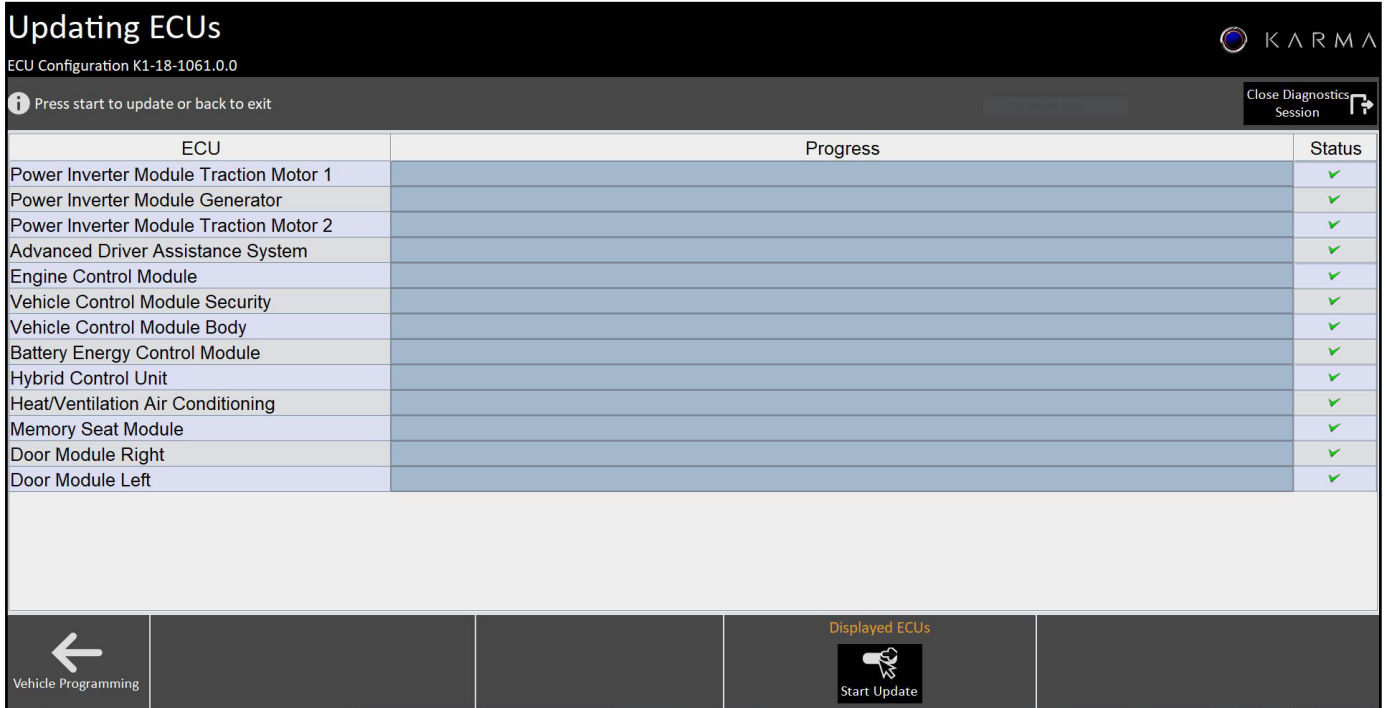 Updating ECUs
KARMA
ECU Configuration K1-18-1061.0.0
Press start to update or back to exit
Close Diagnostics
Session
ECU
Progress
Status
Power Inverter Module Traction Motor 1
Power Inverter Module Generator
Power Inverter Module Traction Motor 2
Advanced Driver Assistance System
Engine Control Module
Vehicle Control Module Security
Vehicle Control Module Body
Battery Energy Control Module
Hybrid Control Unit
Heat/Ventilation Air Conditioning
Memory Seat Module
Door Module Right
Door Module Left
Vehicle Programming
Displayed ECUs
Start Update